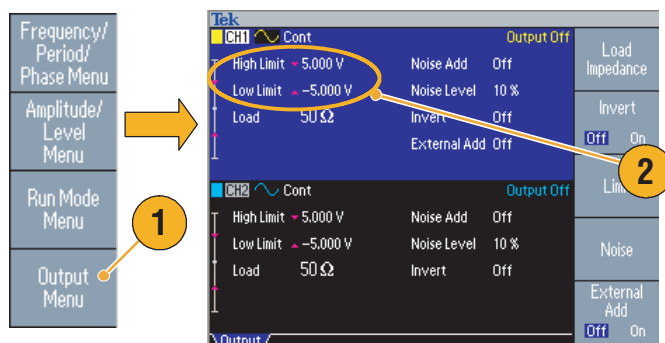 Frequency/
Period/
Phase Menu
Amplitude/
Level
Menu
Run Mode
Menu
Output
Menu
1
Tek
CH1 Cont Output Off
High Limit 5.000 V Noise Add Off
Low Limit –5.000 V Noise Level 10 %
Load 50Ω Invert Off
External Add Off
CH2 Cont Output Off
High Limit 5.000 V Noise Add Off
Low Limit –5.000 V Noise Level 10 %
Load 50Ω Invert Off
Output
Load
Impedance
Invert
Off On
2
Noise
External
Add
Off On